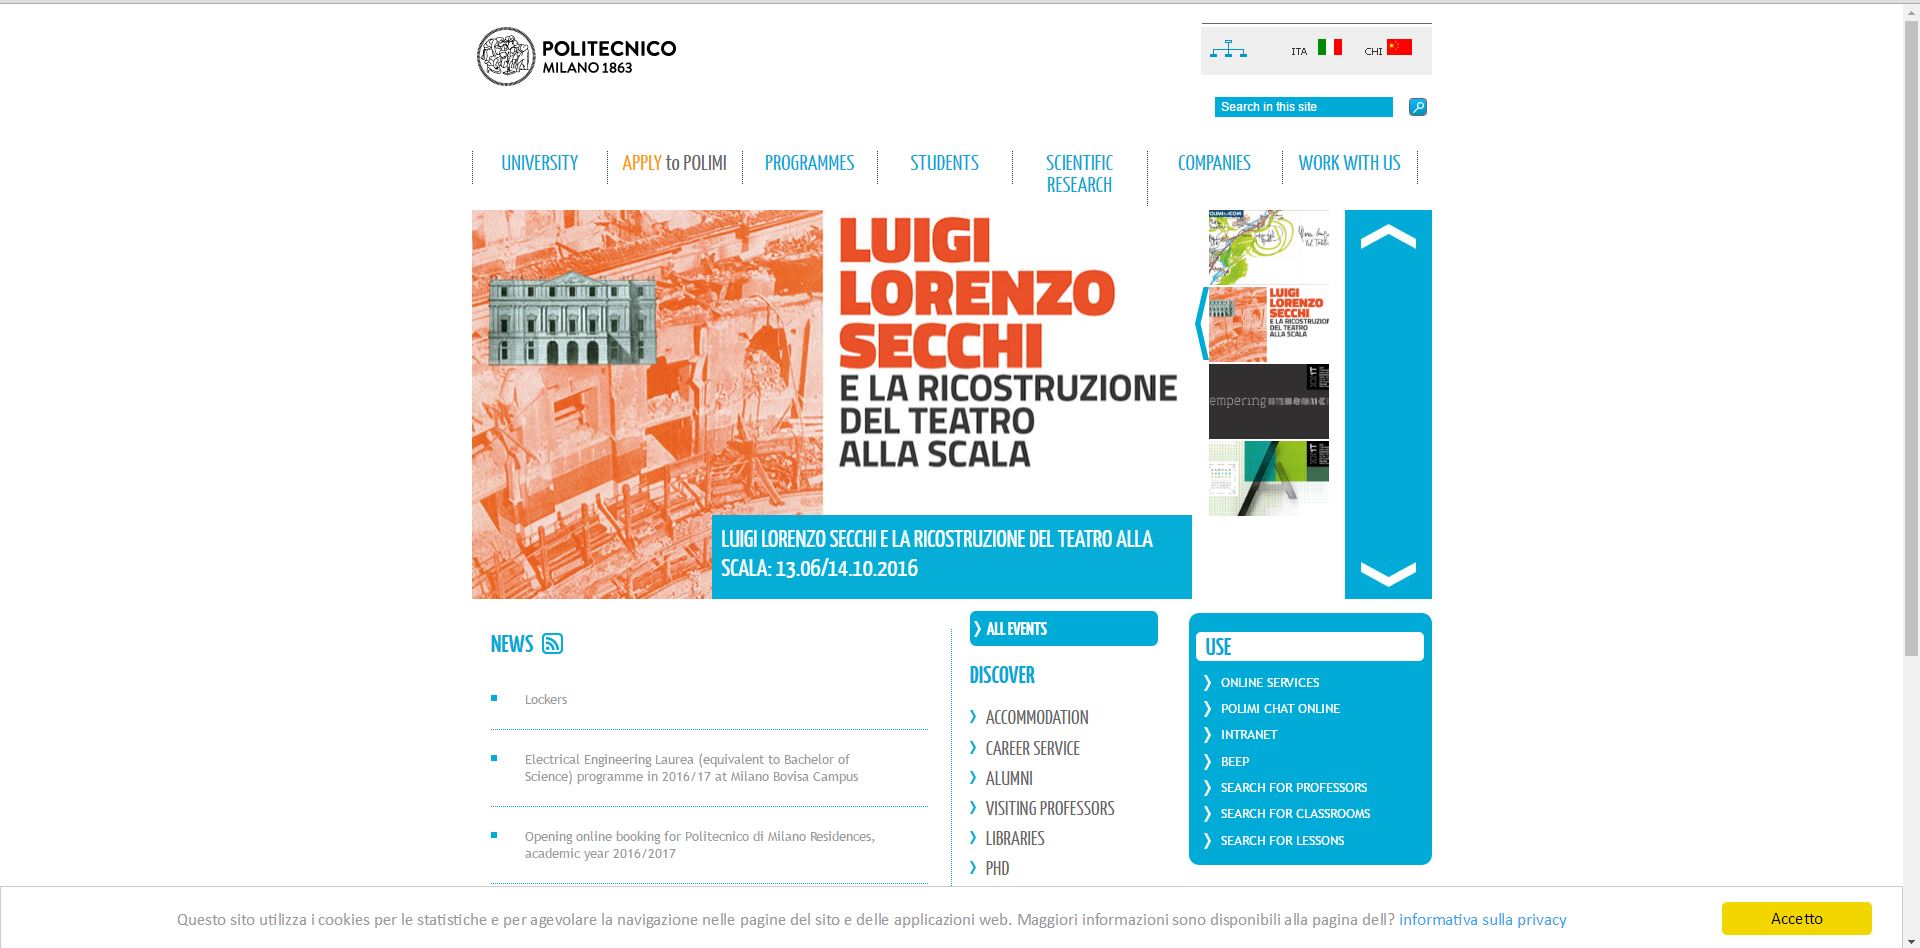 POLITECNICO
MILANO 1863
ITA
CHI
Search in this site
UNIVERSITY
APPLY to POLIMI
PROGRAMMES
STUDENTS
SCIENTIFIC
RESEARCH
COMPANIES
WORK WITH US
LUIGI
LORENZO
SECCHI
E LA RICOSTRUZIONE
DEL TEATRO
ALLA SCALA
LUIGI LORENZO SECCHI E LA RICOSTRUZIONE DEL TEATRO ALLA
SCALA: 13.06/14.10.2016
LUIGI
LORENZO
SECCHI
E LA RICOSTRUZION
DEL TEATRO
ALLA SCALA
empering
NEWS
Lockers
Electrical Engineering Laurea (equivalent to Bachelor of
Science) programme in 2016/17 at Milano Bovisa Campus
Opening online booking for Politecnico di Milano Residences,
academic year 2016/2017
ALL EVENTS
DISCOVER
ACCOMMODATION
CAREER SERVICE
ALUMNI
VISITING PROFESSORS
LIBRARIES
PHD
USE
ONLINE SERVICES
POLIMI CHAT ONLINE
INTRANET
BEEP
SEARCH FOR PROFESSORS
SEARCH FOR CLASSROOMS
SEARCH FOR LESSONS
Questo sito utilizza i cookies per le statistiche e per agevolare la navigazione nelle pagine del sito e delle applicazioni web. Maggiori informazioni sono disponibili alla pagina dell? informativa sulla privacy
Accetto